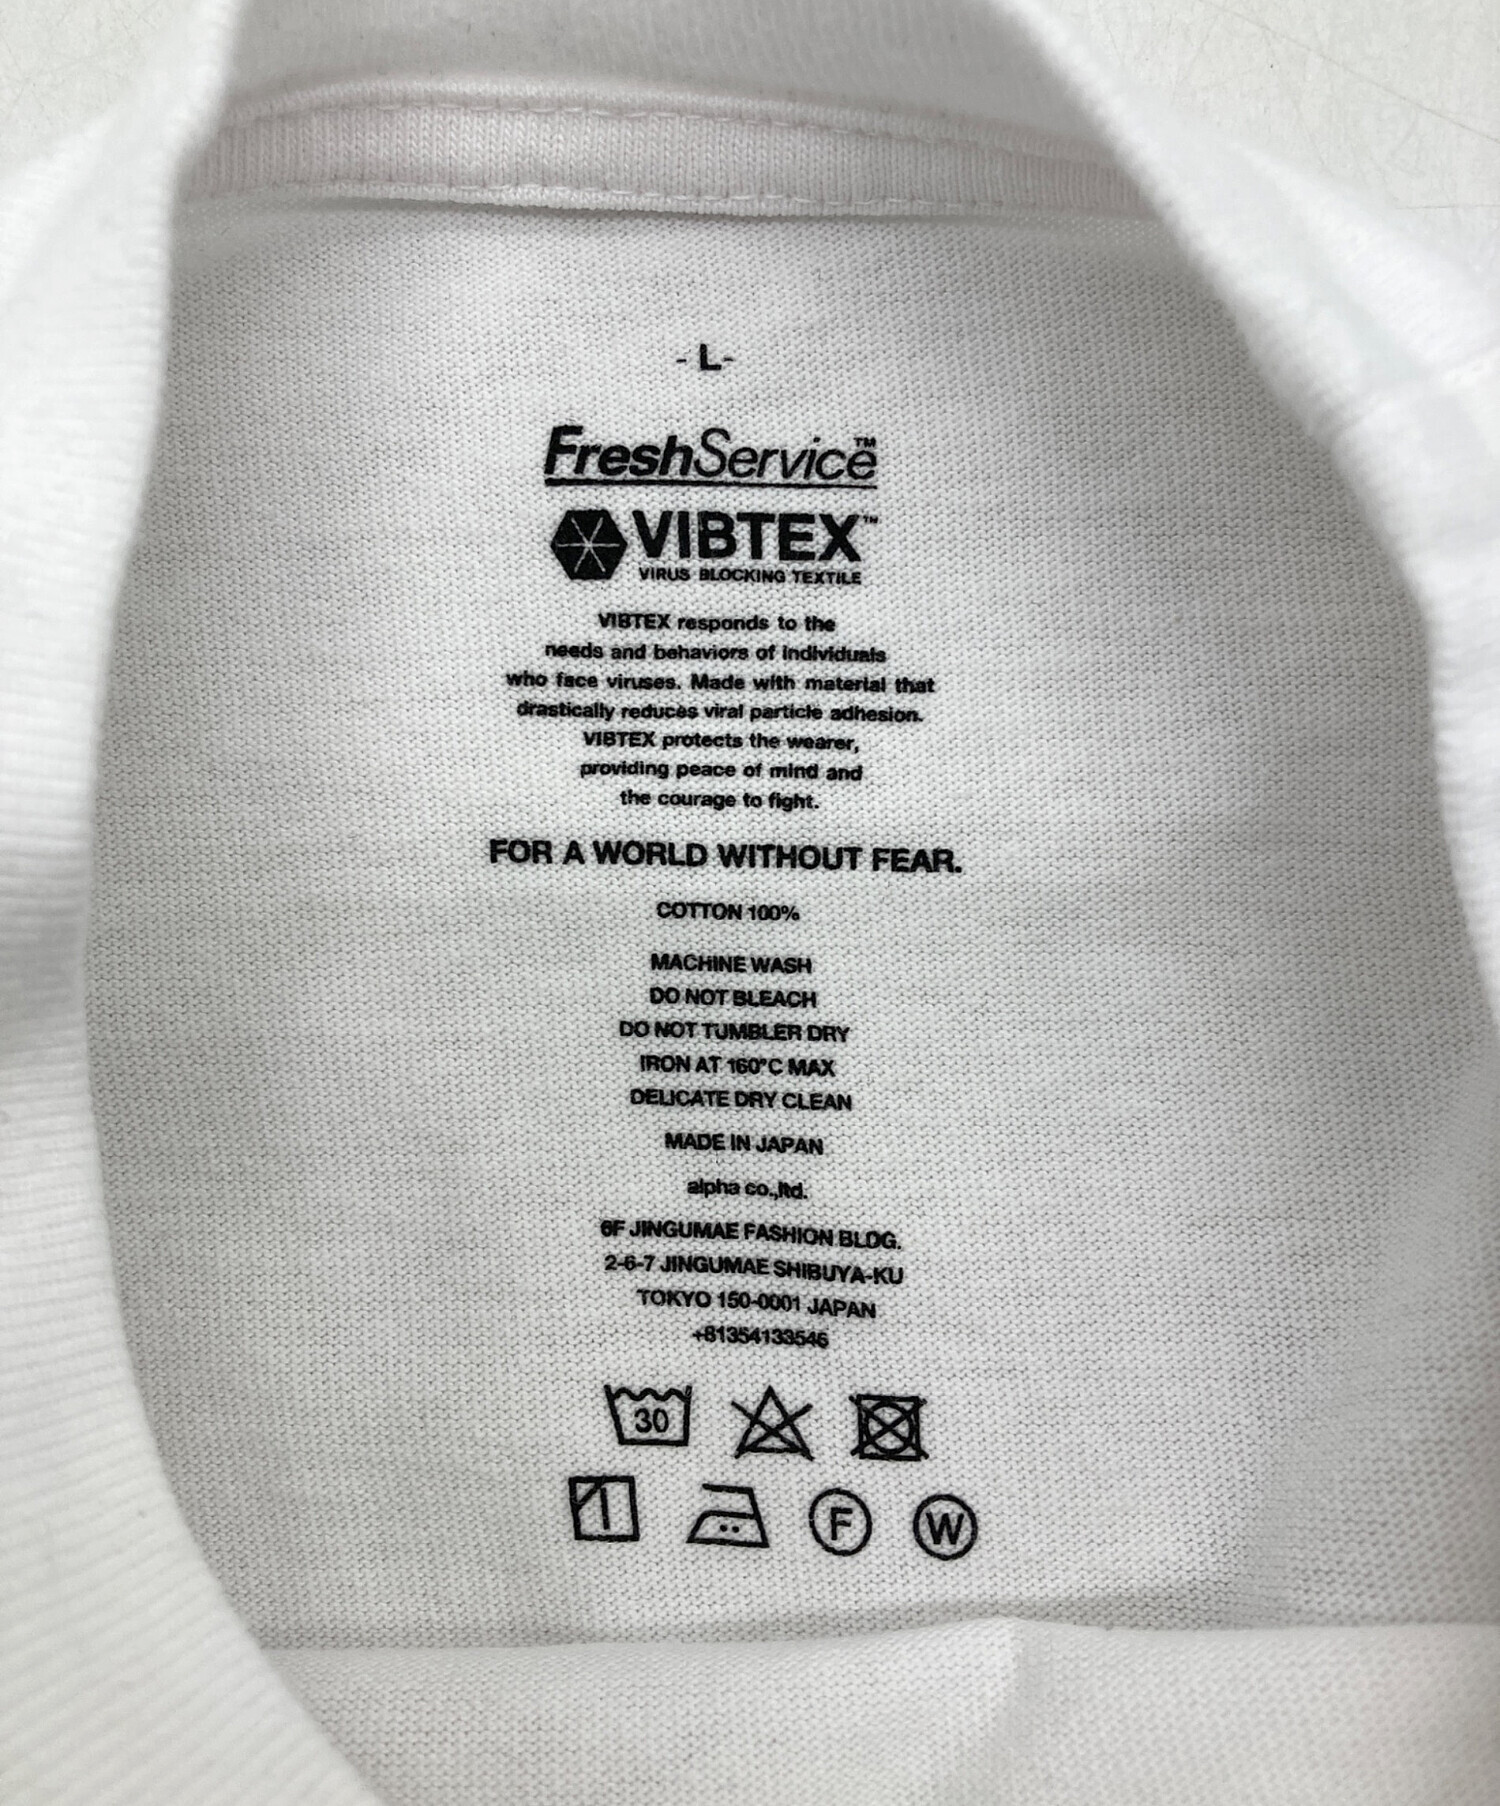 - L -
FreshService™
VIBTEX™
VIRUS BLOCKING TEXTILE
VIBTEX responds to the
needs and behaviors of individuals
who face viruses. Made with material that
drastically reduces viral particle adhesion.
VIBTEX protects the wearer,
providing peace of mind and
the courage to fight.
FOR A WORLD WITHOUT FEAR.
COTTON 100%
MACHINE WASH
DO NOT BLEACH
DO NOT TUMBLER DRY
IRON AT 160°C MAX
DELICATE DRY CLEAN
MADE IN JAPAN
alpha co.,ltd.
6F JINGUMAE FASHION BLDG.
2-6-7 JINGUMAE SHIBUYA-KU
TOKYO 150-0001 JAPAN
+81354133546
30
F W